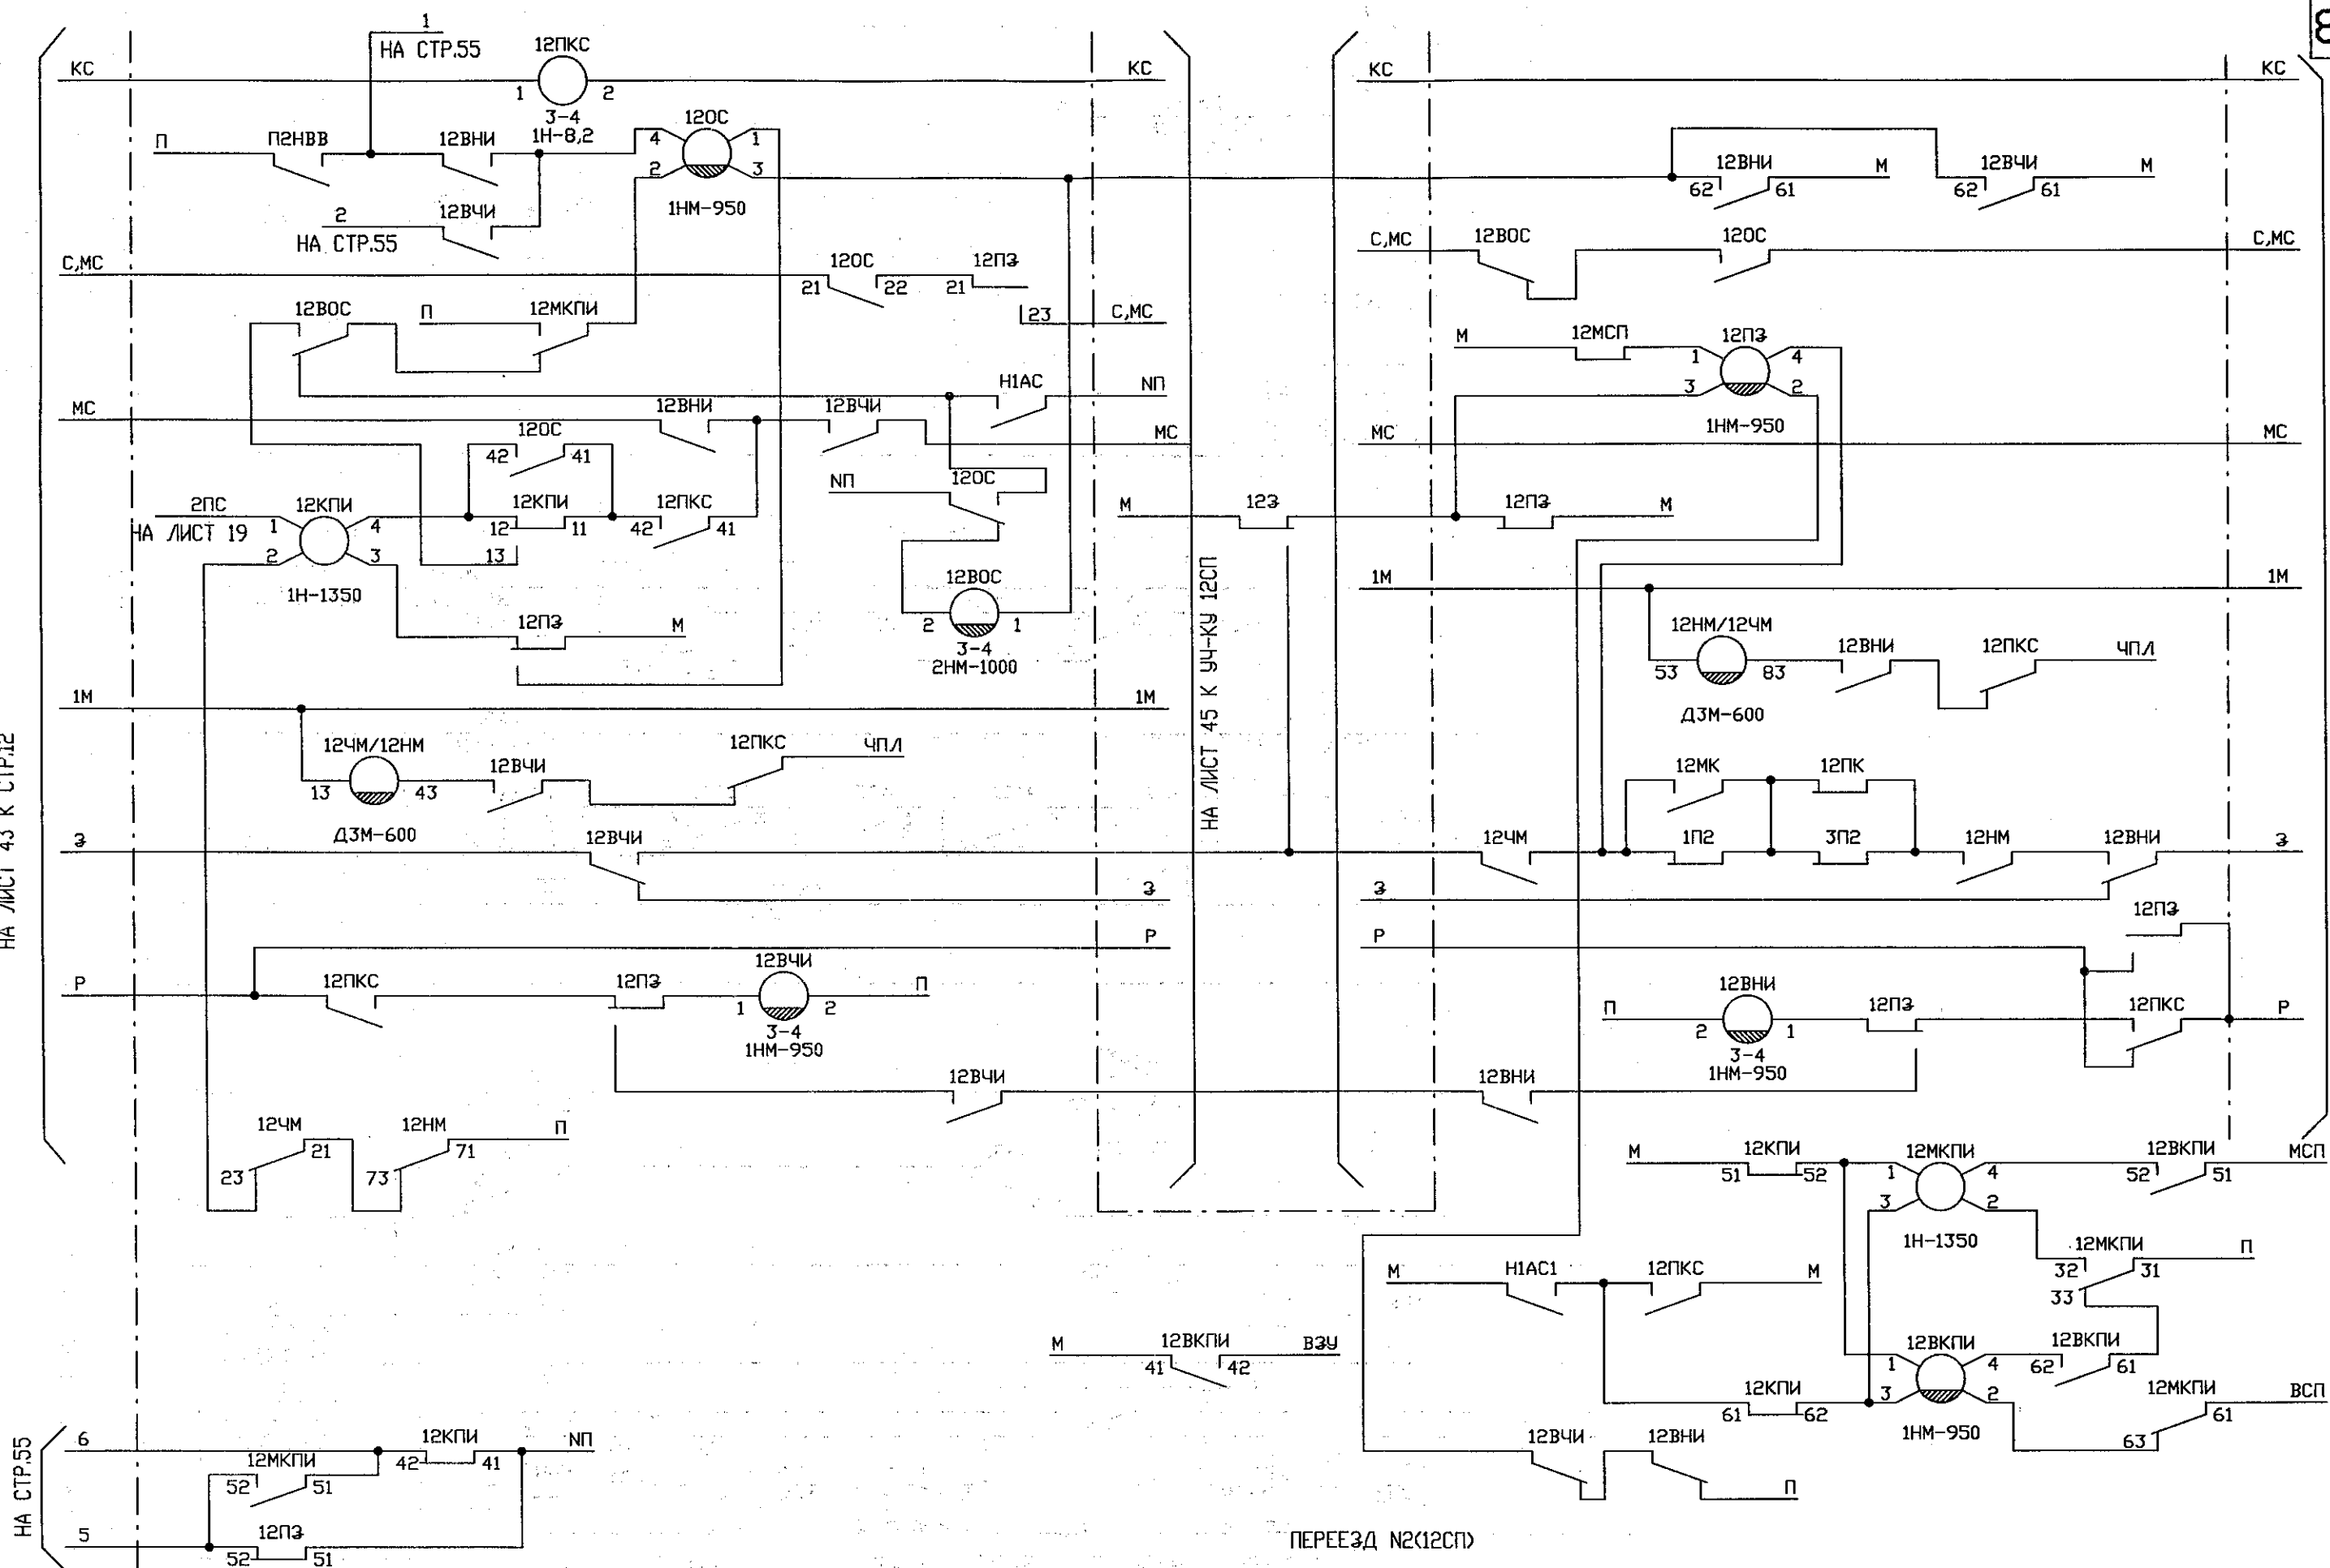 8
1
НА СТР.55
12ПКС
КС
1
2
КС
3-4
1Н-8,2
П
П2НВВ
12ВНИ
4
12ОС
1
2
3
1НМ-950
2
12ВЧИ
НА СТР.55
С,МС
12ОС
12ПЗ
21
22
21
23
С,МС
12ВОС
П
12МКПИ
Н1АС
NП
МС
12ВНИ
12ВЧИ
МС
12ОС
42
41
NП
12ОС
2ПС
НА ЛИСТ 19
12КПИ
1
4
2
3
1Н-1350
12КПИ
12
11
13
12ПКС
42
41
12ВОС
2
1
3-4
2НМ-1000
12ПЗ
М
1М
1М
12ЧМ/12НМ
13
43
ДЗМ-600
12ВЧИ
12ПКС
ЧПЛ
З
12ВЧИ
З
Р
Р
12ПКС
12ПЗ
12ВЧИ
1
2
3-4
1НМ-950
П
12ВЧИ
12ЧМ
23
21
12НМ
73
71
П
НА ЛИСТ 43 К СТР.12
НА СТР.55
6
12МКПИ
52
51
12КПИ
42
41
NП
5
12ПЗ
52
51
НА ЛИСТ 45 К УЧ-КУ 12СП
КС
КС
12ВНИ
62
61
М
12ВЧИ
62
61
М
С,МС
12ВОС
12ОС
С,МС
М
12МСП
12ПЗ
1
4
3
2
1НМ-950
МС
МС
М
12З
12ПЗ
М
1М
1М
12НМ/12ЧМ
53
83
ДЗМ-600
12ВНИ
12ПКС
ЧПЛ
12МК
12ПК
12ЧМ
1П2
3П2
12НМ
12ВНИ
З
З
12ПЗ
Р
П
12ВНИ
2
1
3-4
1НМ-950
12ПЗ
12ПКС
Р
12ВНИ
М
12КПИ
51
52
12МКПИ
1
4
3
2
1Н-1350
12ВКПИ
52
51
МСП
12МКПИ
32
31
33
П
М
Н1АС1
12ПКС
М
М
12ВКПИ
41
42
ВЗУ
12ВКПИ
1
4
3
2
1НМ-950
12ВКПИ
62
61
12КПИ
61
62
12МКПИ
63
61
ВСП
12ВЧИ
12ВНИ
П
ПЕРЕЕЗД N2(12СП)